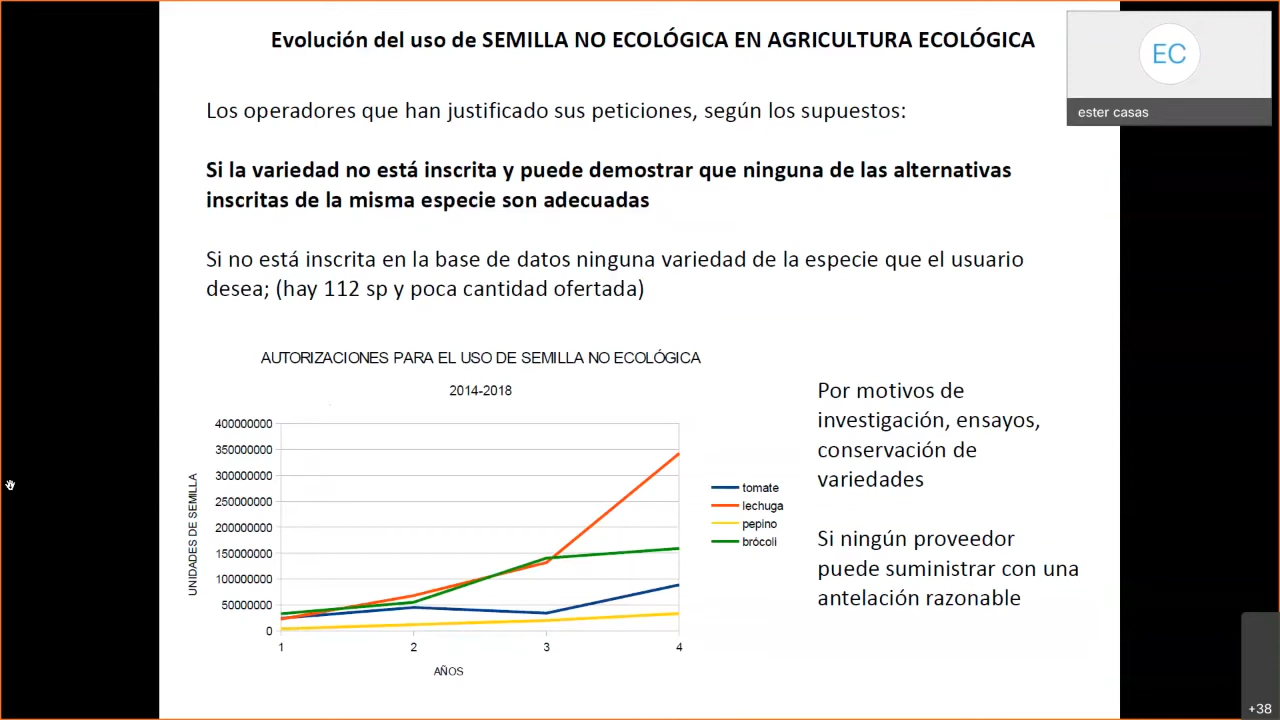 Evolución del uso de SEMILLA NO ECOLÓGICA EN AGRICULTURA ECOLÓGICA
EC
ester casas
Los operadores que han justificado sus peticiones, según los supuestos:
Si la variedad no está inscrita y puede demostrar que ninguna de las alternativas
inscritas de la misma especie son adecuadas
Si no está inscrita en la base de datos ninguna variedad de la especie que el usuario
desea; (hay 112 sp y poca cantidad ofertada)
AUTORIZACIONES PARA EL USO DE SEMILLA NO ECOLÓGICA
2014-2018
UNIDADES DE SEMILLA
400000000
350000000
300000000
250000000
200000000
150000000
100000000
50000000
0
1 2 3 4
AÑOS
tomate
lechuga
pepino
brócoli
Por motivos de
investigación, ensayos,
conservación de
variedades
Si ningún proveedor
puede suministrar con una
antelación razonable
+38